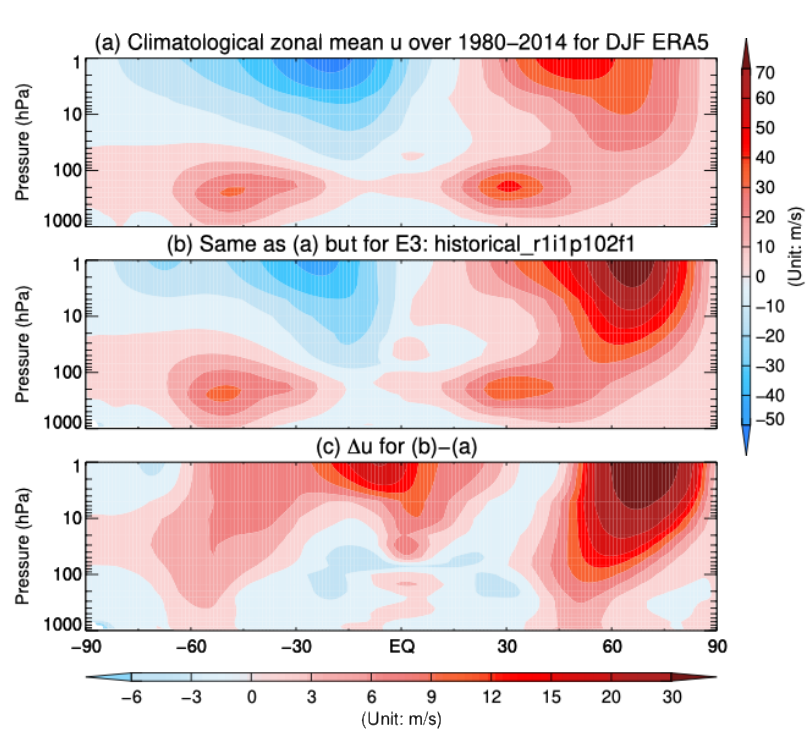 (a) Climatological zonal mean u over 1980−2014 for DJF ERA5
1
10
100
1000
Pressure (hPa)
(b) Same as (a) but for E3: historical_r1i1p102f1
1
10
100
1000
Pressure (hPa)
(c) Δu for (b)−(a)
1
10
100
1000
Pressure (hPa)
−90 −60 −30 EQ 30 60 90
70
60
50
40
30
20
10
0
−10
−20
−30
−40
−50
(Unit: m/s)
−6 −3 0 3 6 9 12 15 20 30
(Unit: m/s)